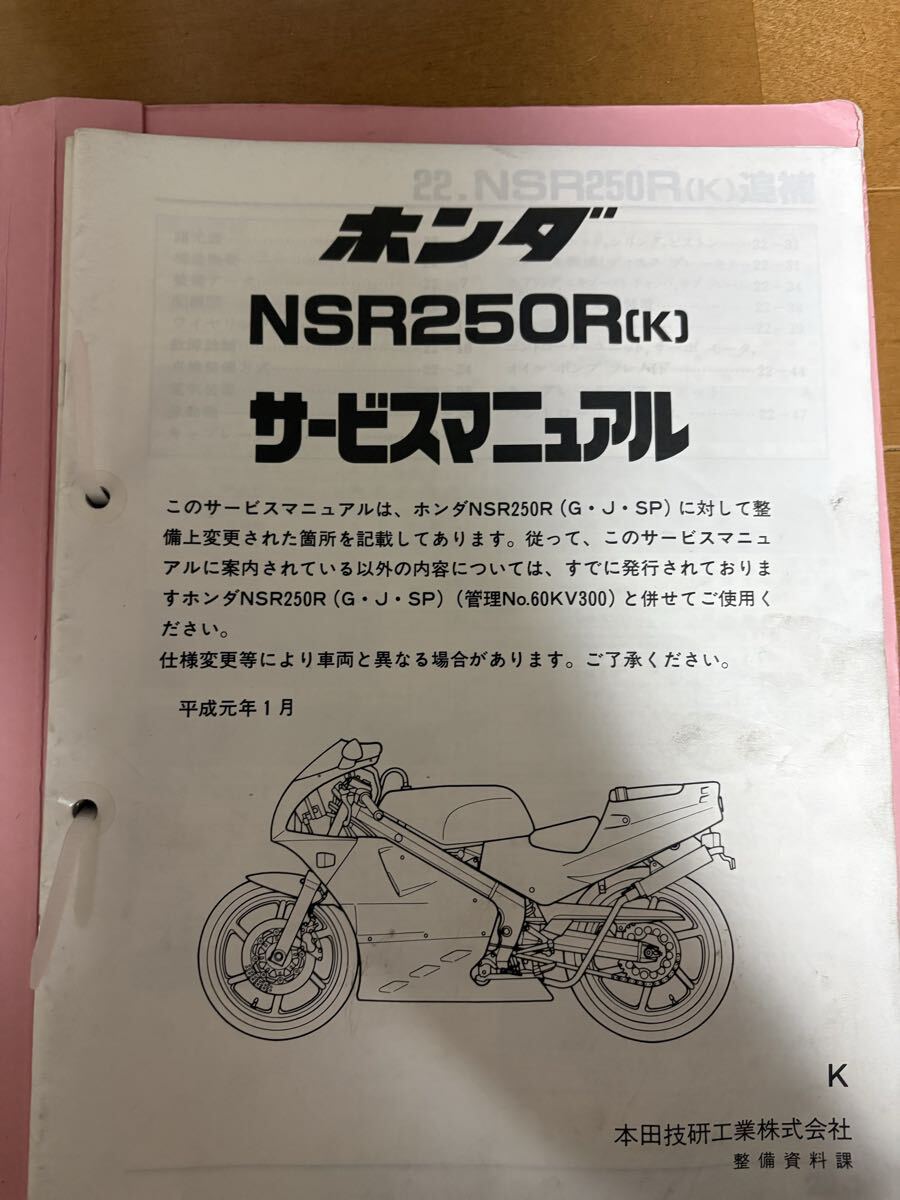 ホンダ
NSR250R(K)
サービスマニュアル
このサービスマニュアルは、ホンダNSR250R(G・J・SP)に対して整
備上変更された箇所を記載してあります。従って、このサービスマニュ
アルに案内されている以外の内容については、すでに発行されておりま
すホンダNSR250R(G・J・SP)(管理No.60KV300)と併せてご使用く
ださい。
仕様変更等により車両と異なる場合があります。ご了承ください。
平成元年1月
K
本田技研工業株式会社
整備資料課
22.NSR250R(K)追補